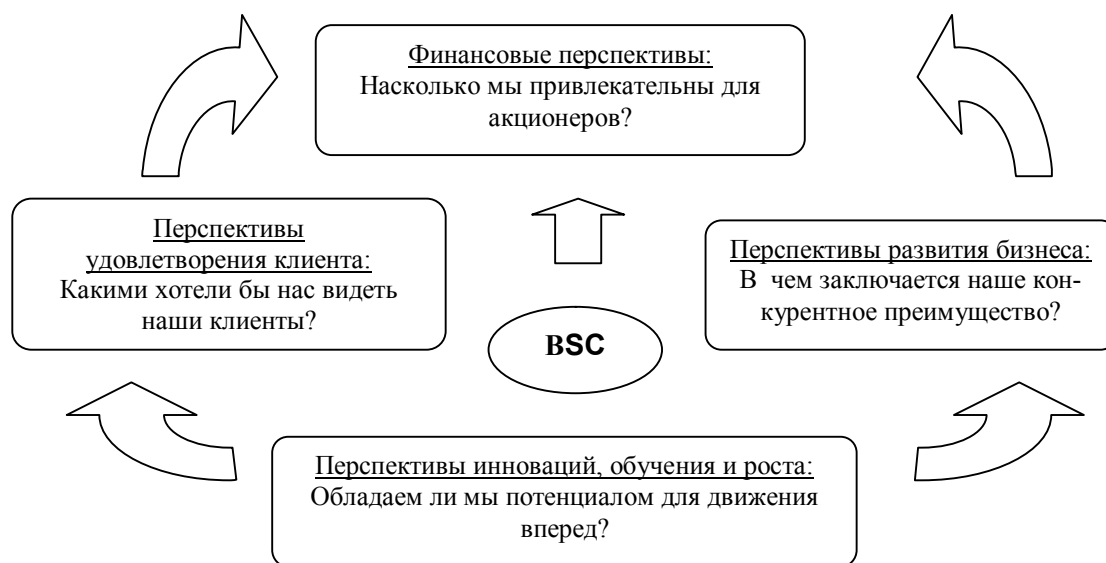 Финансовые перспективы:
Насколько мы привлекательны для
акционеров?
Перспективы
удовлетворения клиента:
Какими хотели бы нас видеть
наши клиенты?
Перспективы развития бизнеса:
В чем заключается наше кон-
курентное преимущество?
BSC
Перспективы инноваций, обучения и роста:
Обладаем ли мы потенциалом для движения
вперед?